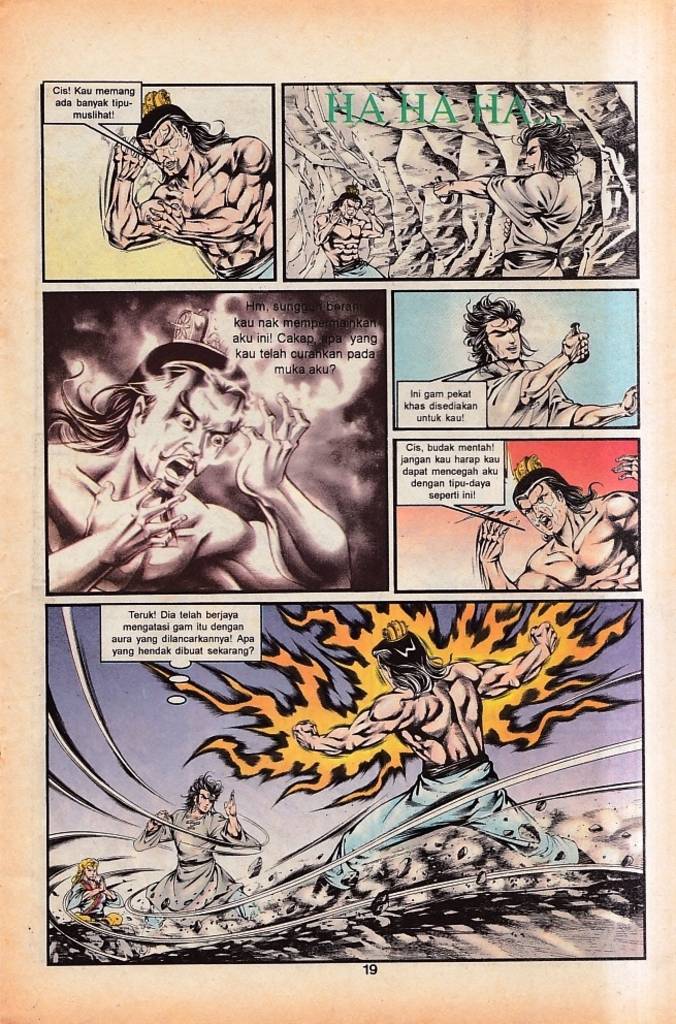 Cis! Kau memang
ada banyak tipu-
muslihat!
HA HA HA...
Hm, sungguh berani
kau nak mempermainkan
aku ini! Cakap, apa yang
kau telah curahkan pada
muka aku?
Ini gam pekat
khas disediakan
untuk kau!
Cis, budak mentah!
jangan kau harap kau
dapat mencegah aku
dengan tipu-daya
seperti ini!
Teruk! Dia telah berjaya
mengatasi gam itu dengan
aura yang dilancarkannya! Apa
yang hendak dibuat sekarang?
19